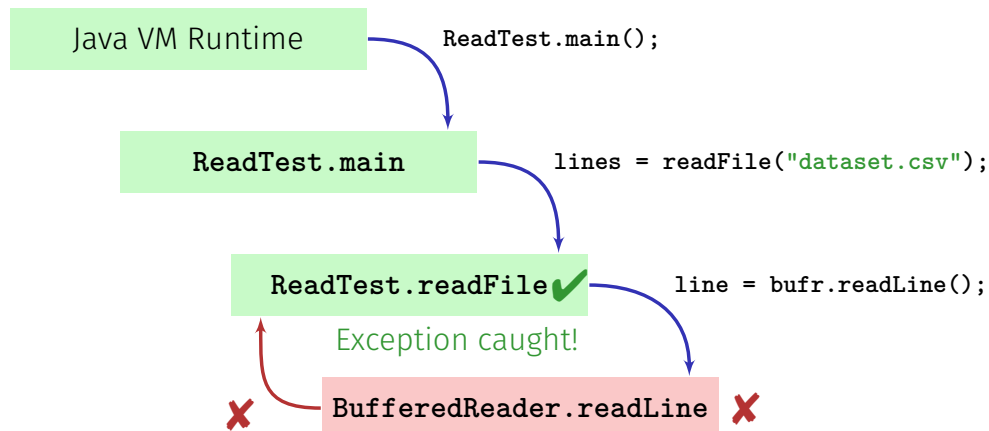 Java VM Runtime
ReadTest.main();
ReadTest.main
lines = readFile("dataset.csv");
ReadTest.readFile
line = bufr.readLine();
Exception caught!
BufferedReader.readLine